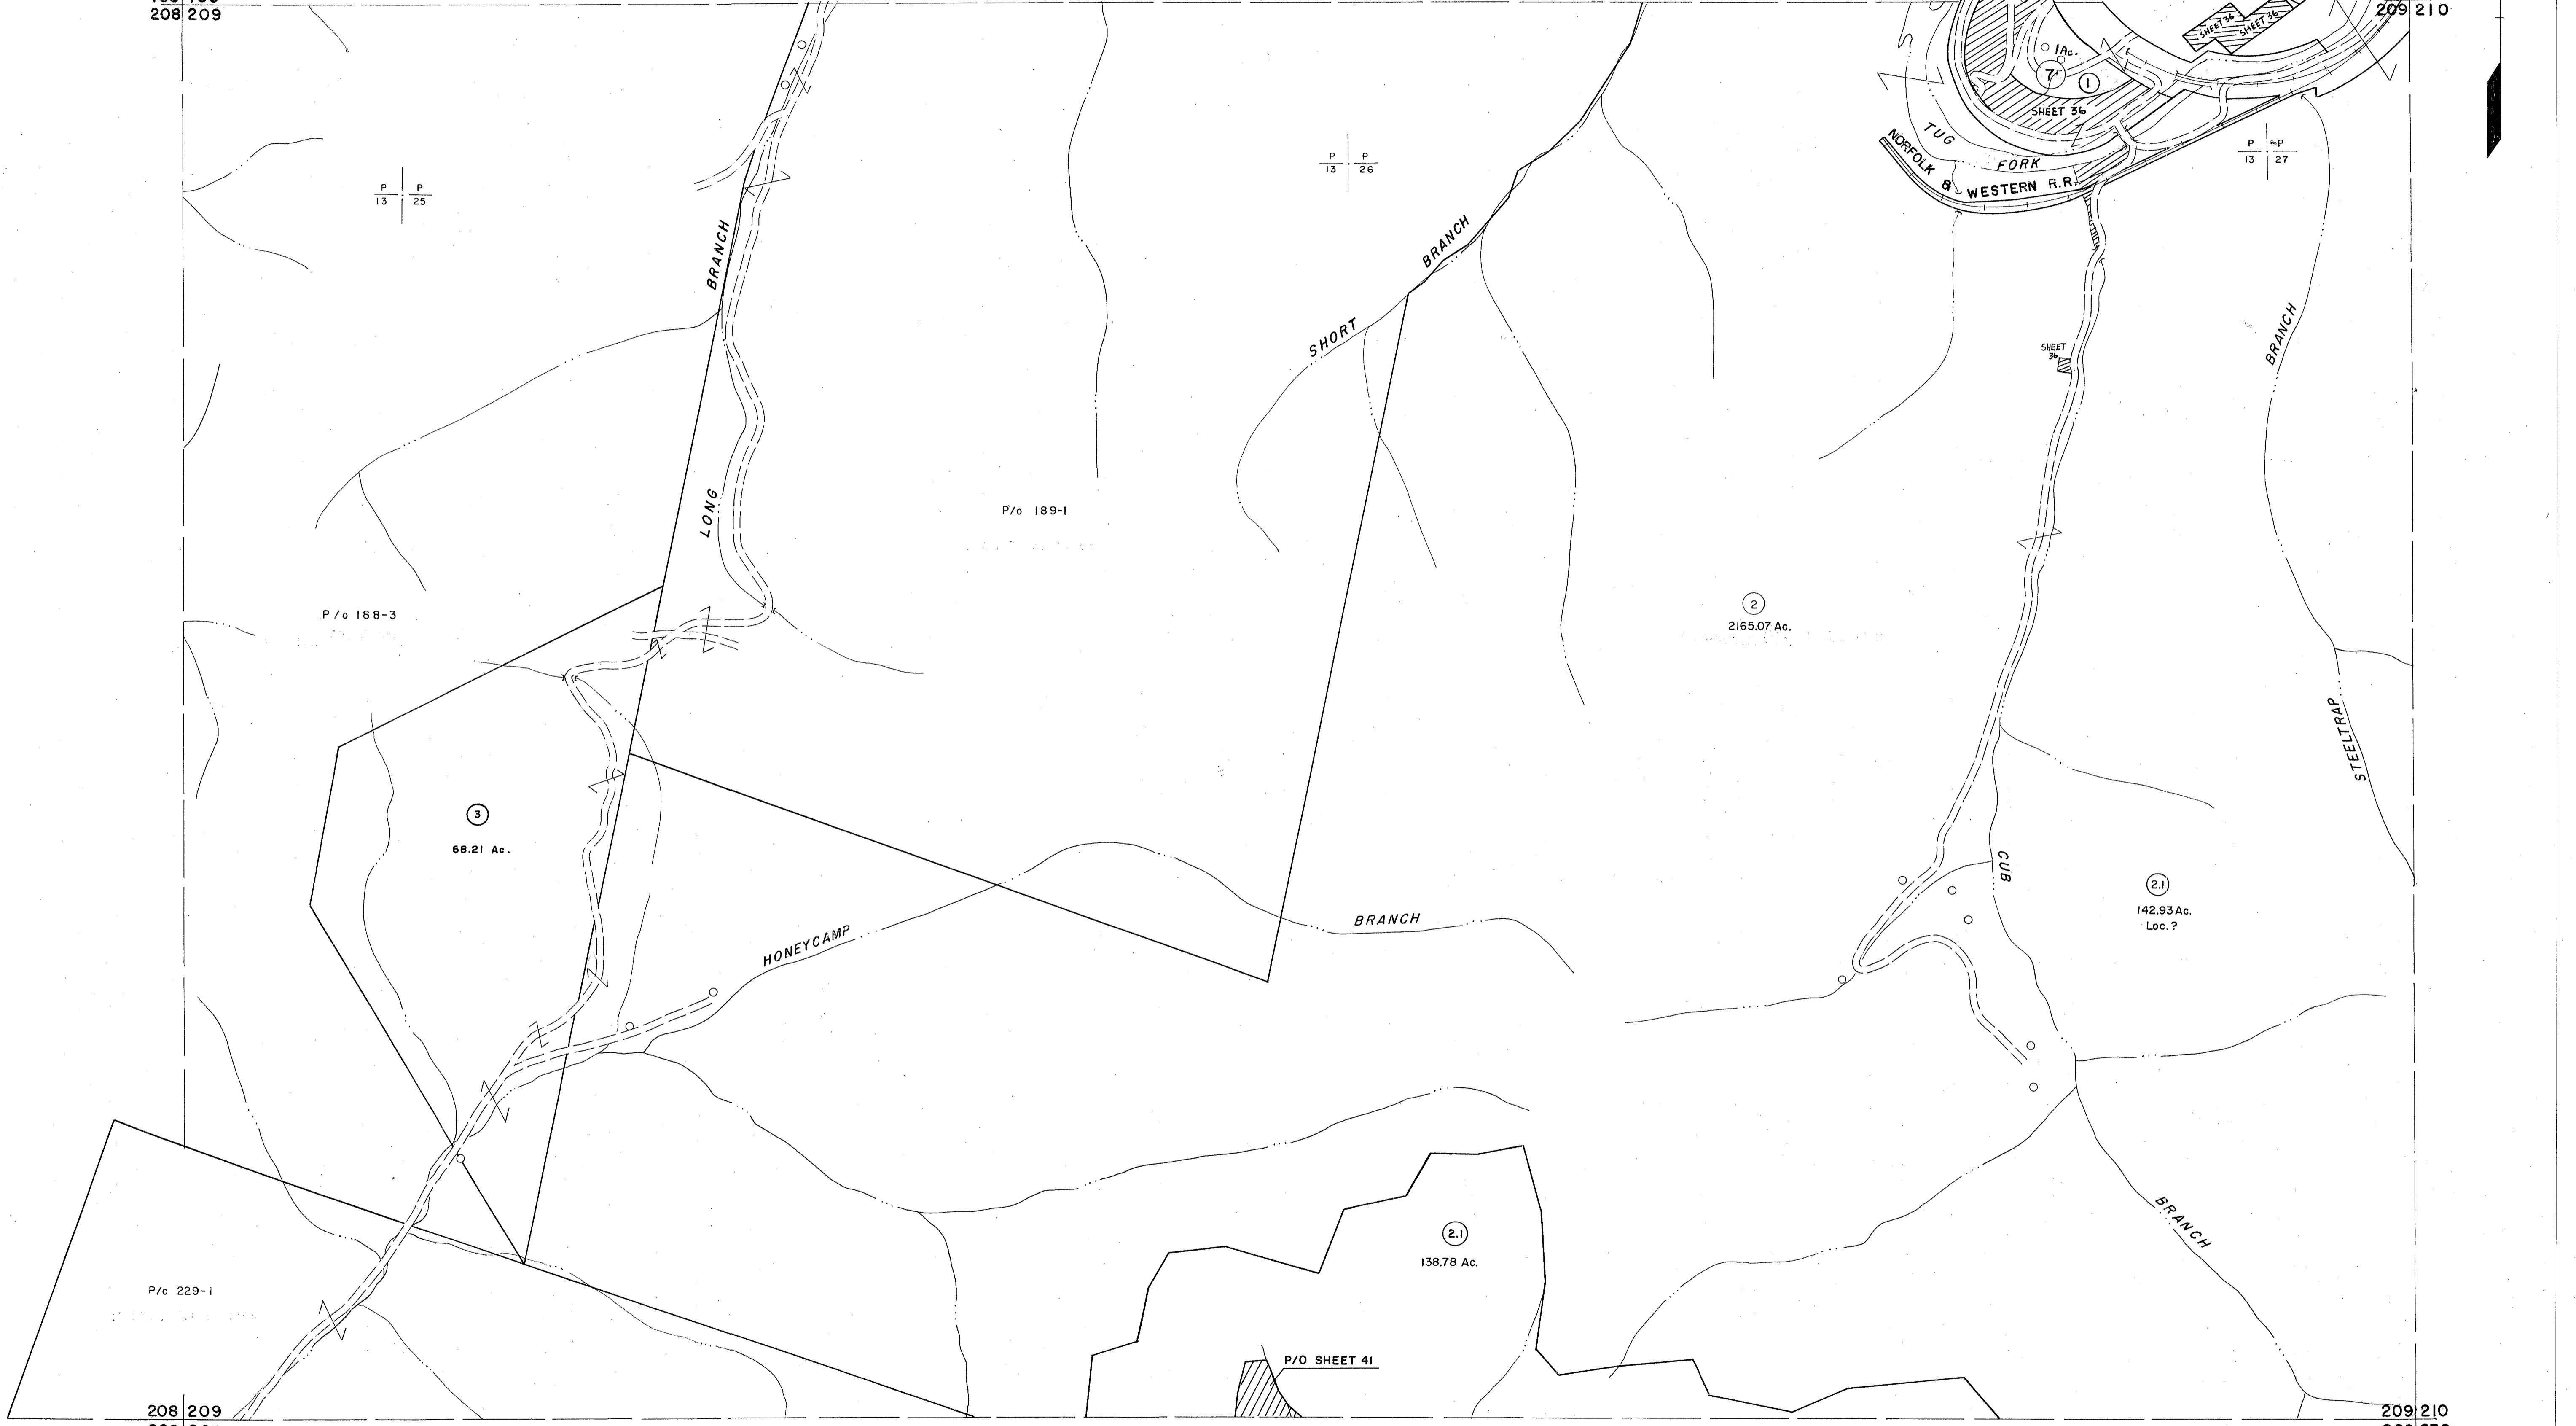 208 209
209 210
SHEET 36
SHEET 36
1 Ac.
7
1
SHEET 36
TUG
FORK
NORFOLK & WESTERN R.R.
P P
13 25
P P
13 26
P P
13 27
BRANCH
BRANCH
SHORT
SHEET
36
BRANCH
LONG
P/o 189-1
P/o 188-3
2
2165.07 Ac.
STEELTRAP
3
68.21 Ac.
CUB
2.1
142.93 Ac.
Loc. ?
HONEYCAMP
BRANCH
BRANCH
2.1
138.78 Ac.
P/o 229-1
P/O SHEET 41
208 209
209 210